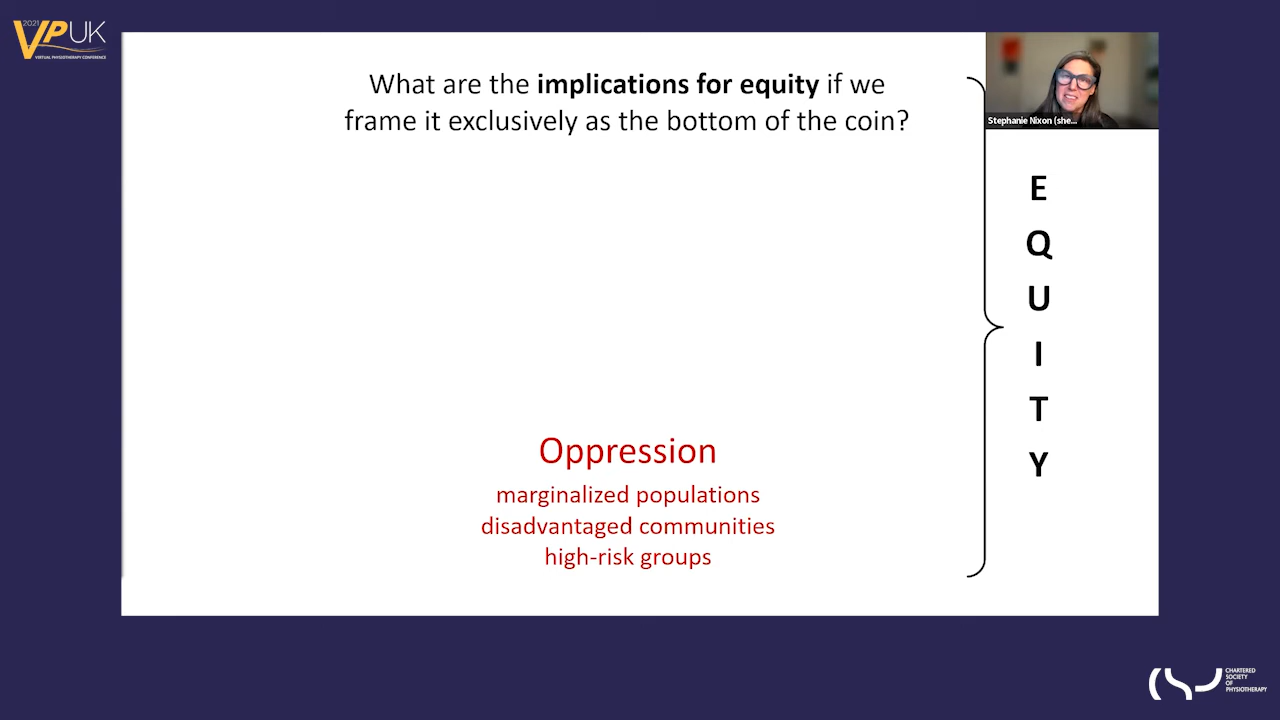 2021
VPUK
VIRTUAL PHYSIOTHERAPY CONFERENCE
What are the implications for equity if we
frame it exclusively as the bottom of the coin?
Stephanie Nixon (she...
E
Q
U
I
T
Y
Oppression
marginalized populations
disadvantaged communities
high-risk groups
CHARTERED
SOCIETY
OF
PHYSIOTHERAPY